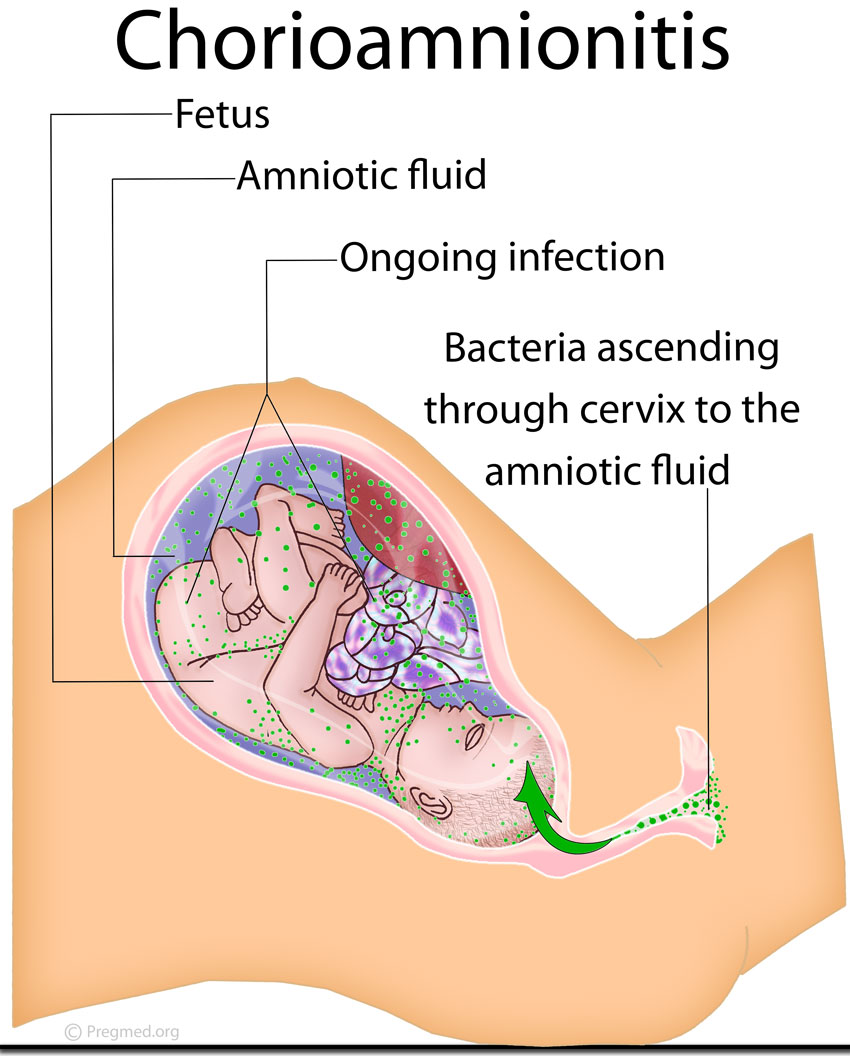 Chorioamnionitis
Fetus
Amniotic fluid
Ongoing infection
Bacteria ascending
through cervix to the
amniotic fluid
© Pregmed.org